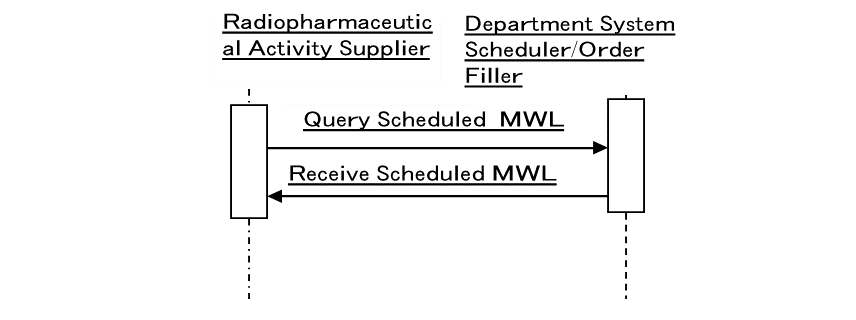 Radiopharmaceutic
al Activity Supplier
Department System
Scheduler/Order
Filler
Query Scheduled MWL
Receive Scheduled MWL